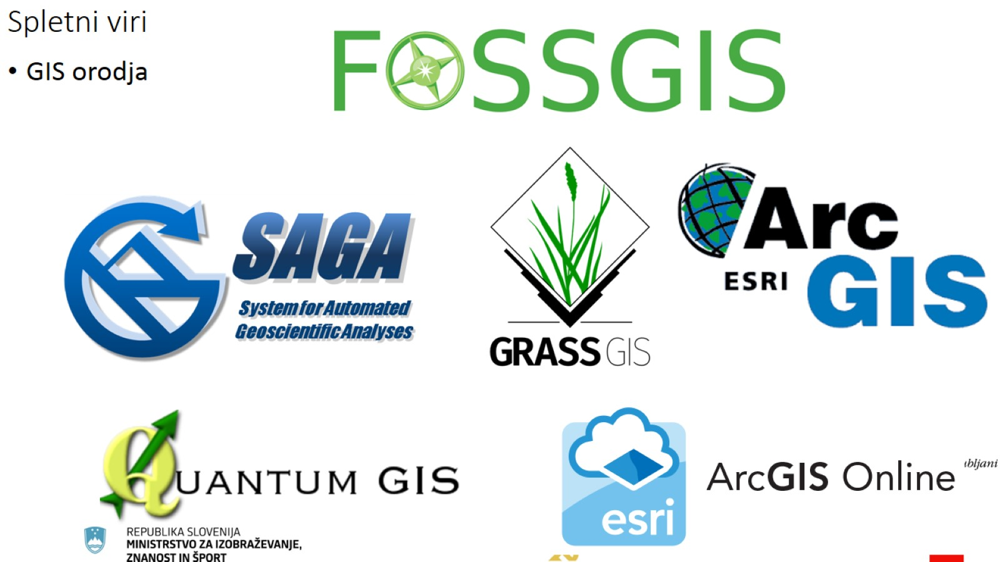 Spletni viri
• GIS orodja
FOSSGIS
SAGA
System for Automated
Geoscientific Analyses
GRASS GIS
Arc
ESRI GIS
QUANTUM GIS
esri
ArcGIS Online
REPUBLIKA SLOVENIJA
MINISTRSTVO ZA IZOBRAŽEVANJE,
ZNANOST IN ŠPORT